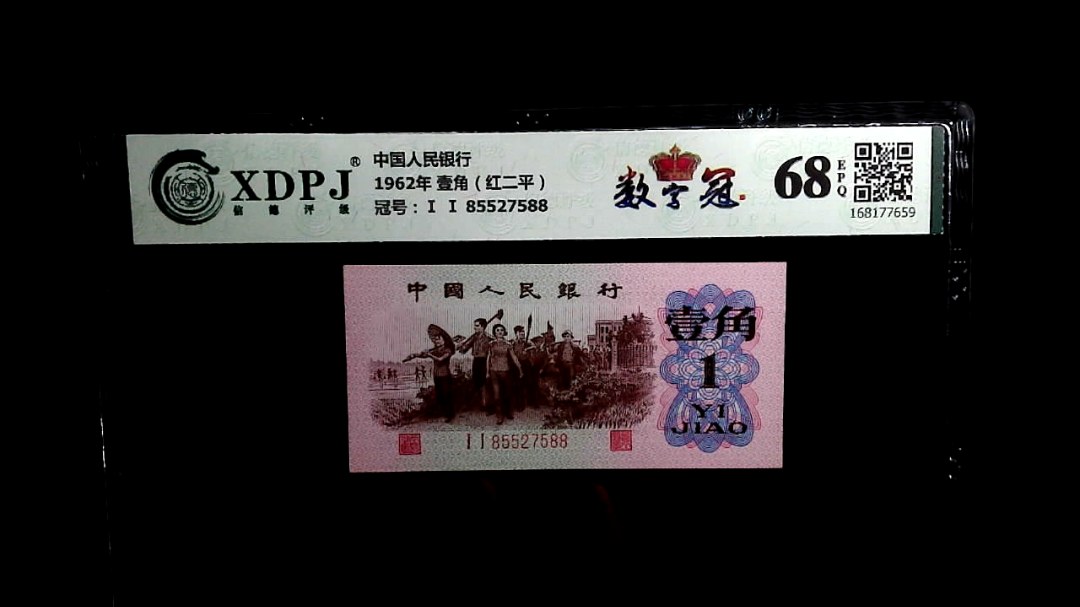 XDPJ®
信德评级
中国人民银行
1962年 壹角（红二平）
冠号：Ⅰ Ⅰ 85527588
数字冠
68 EPQ
168177659
中國人民銀行
壹角
1
YI
JIAO
Ⅰ Ⅰ 85527588